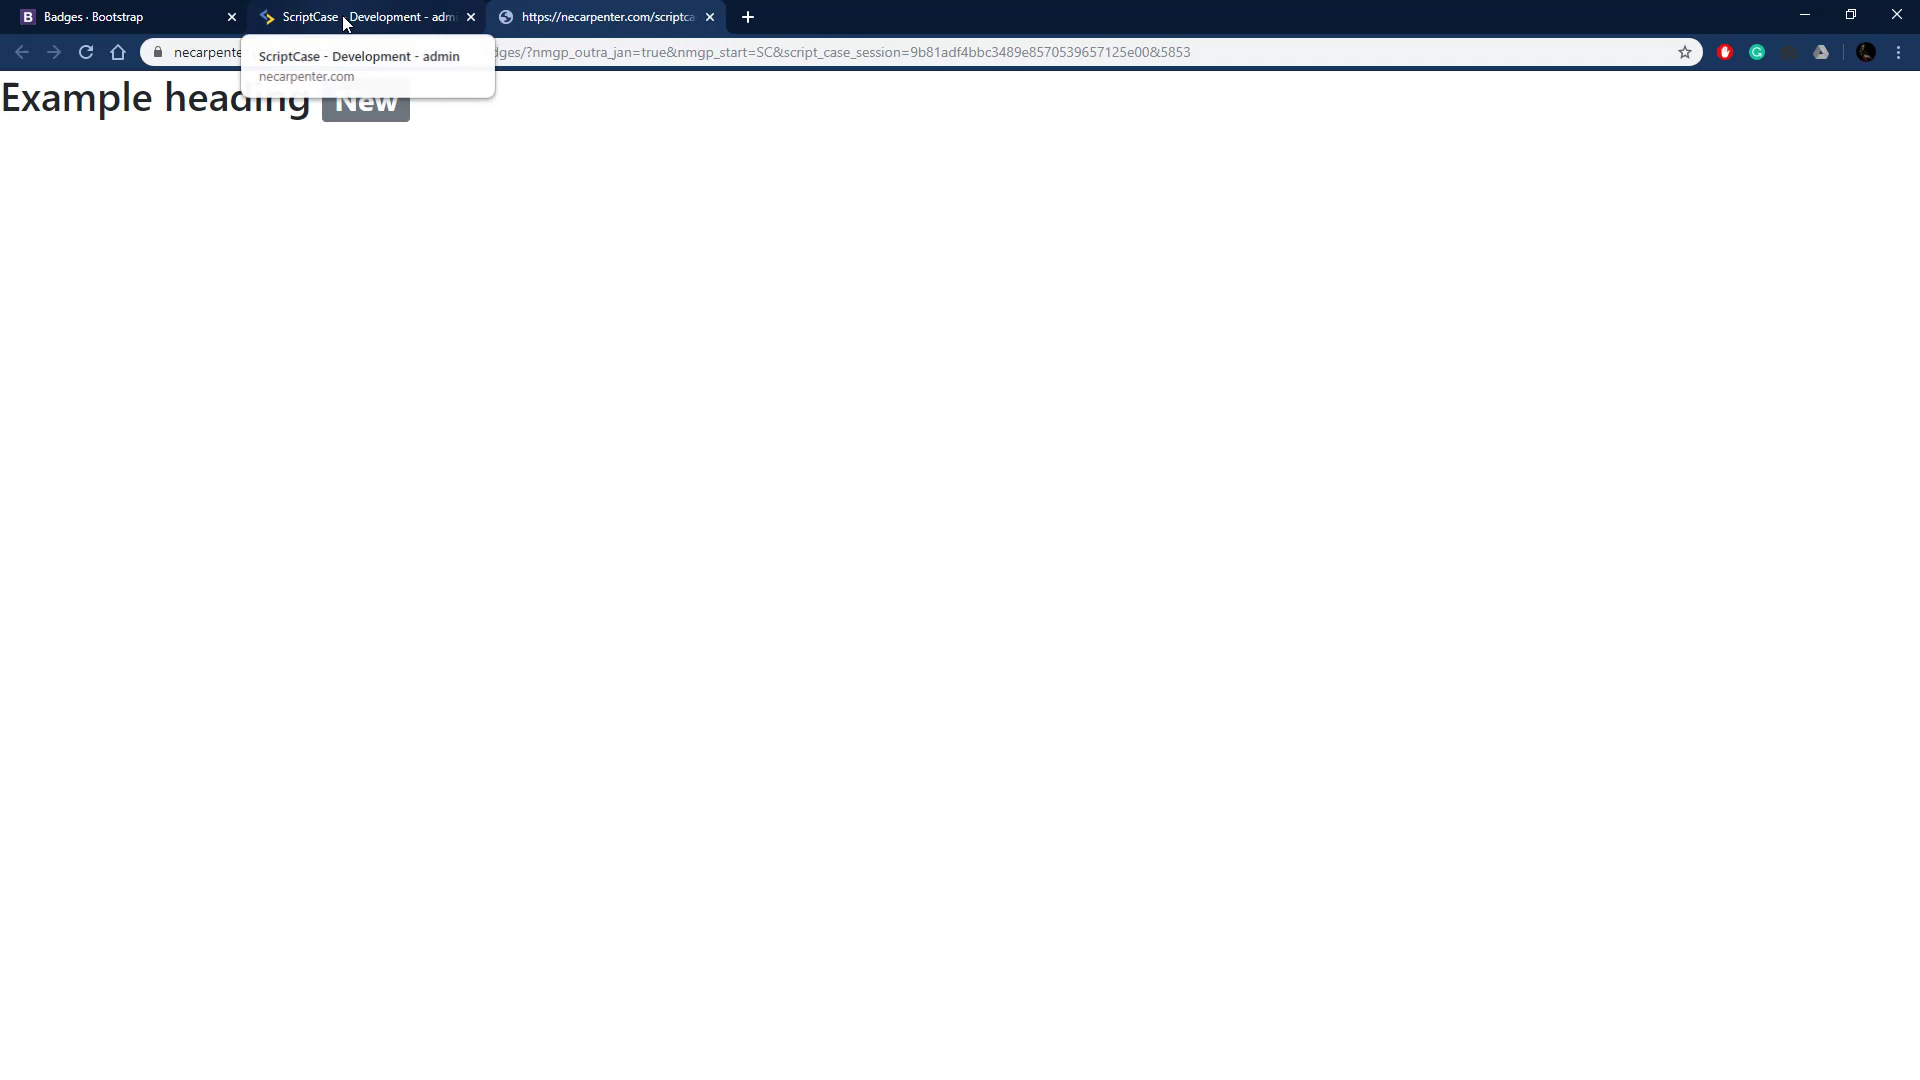 B Badges · Bootstrap
ScriptCase - Development - admi
https://necarpenter.com/scriptca
necarpente
dges/?nmgp_outra_jan=true&nmgp_start=SC&script_case_session=9b81adf4bbc3489e8570539657125e00&5853
ScriptCase - Development - admin
necarpenter.com
Example heading New